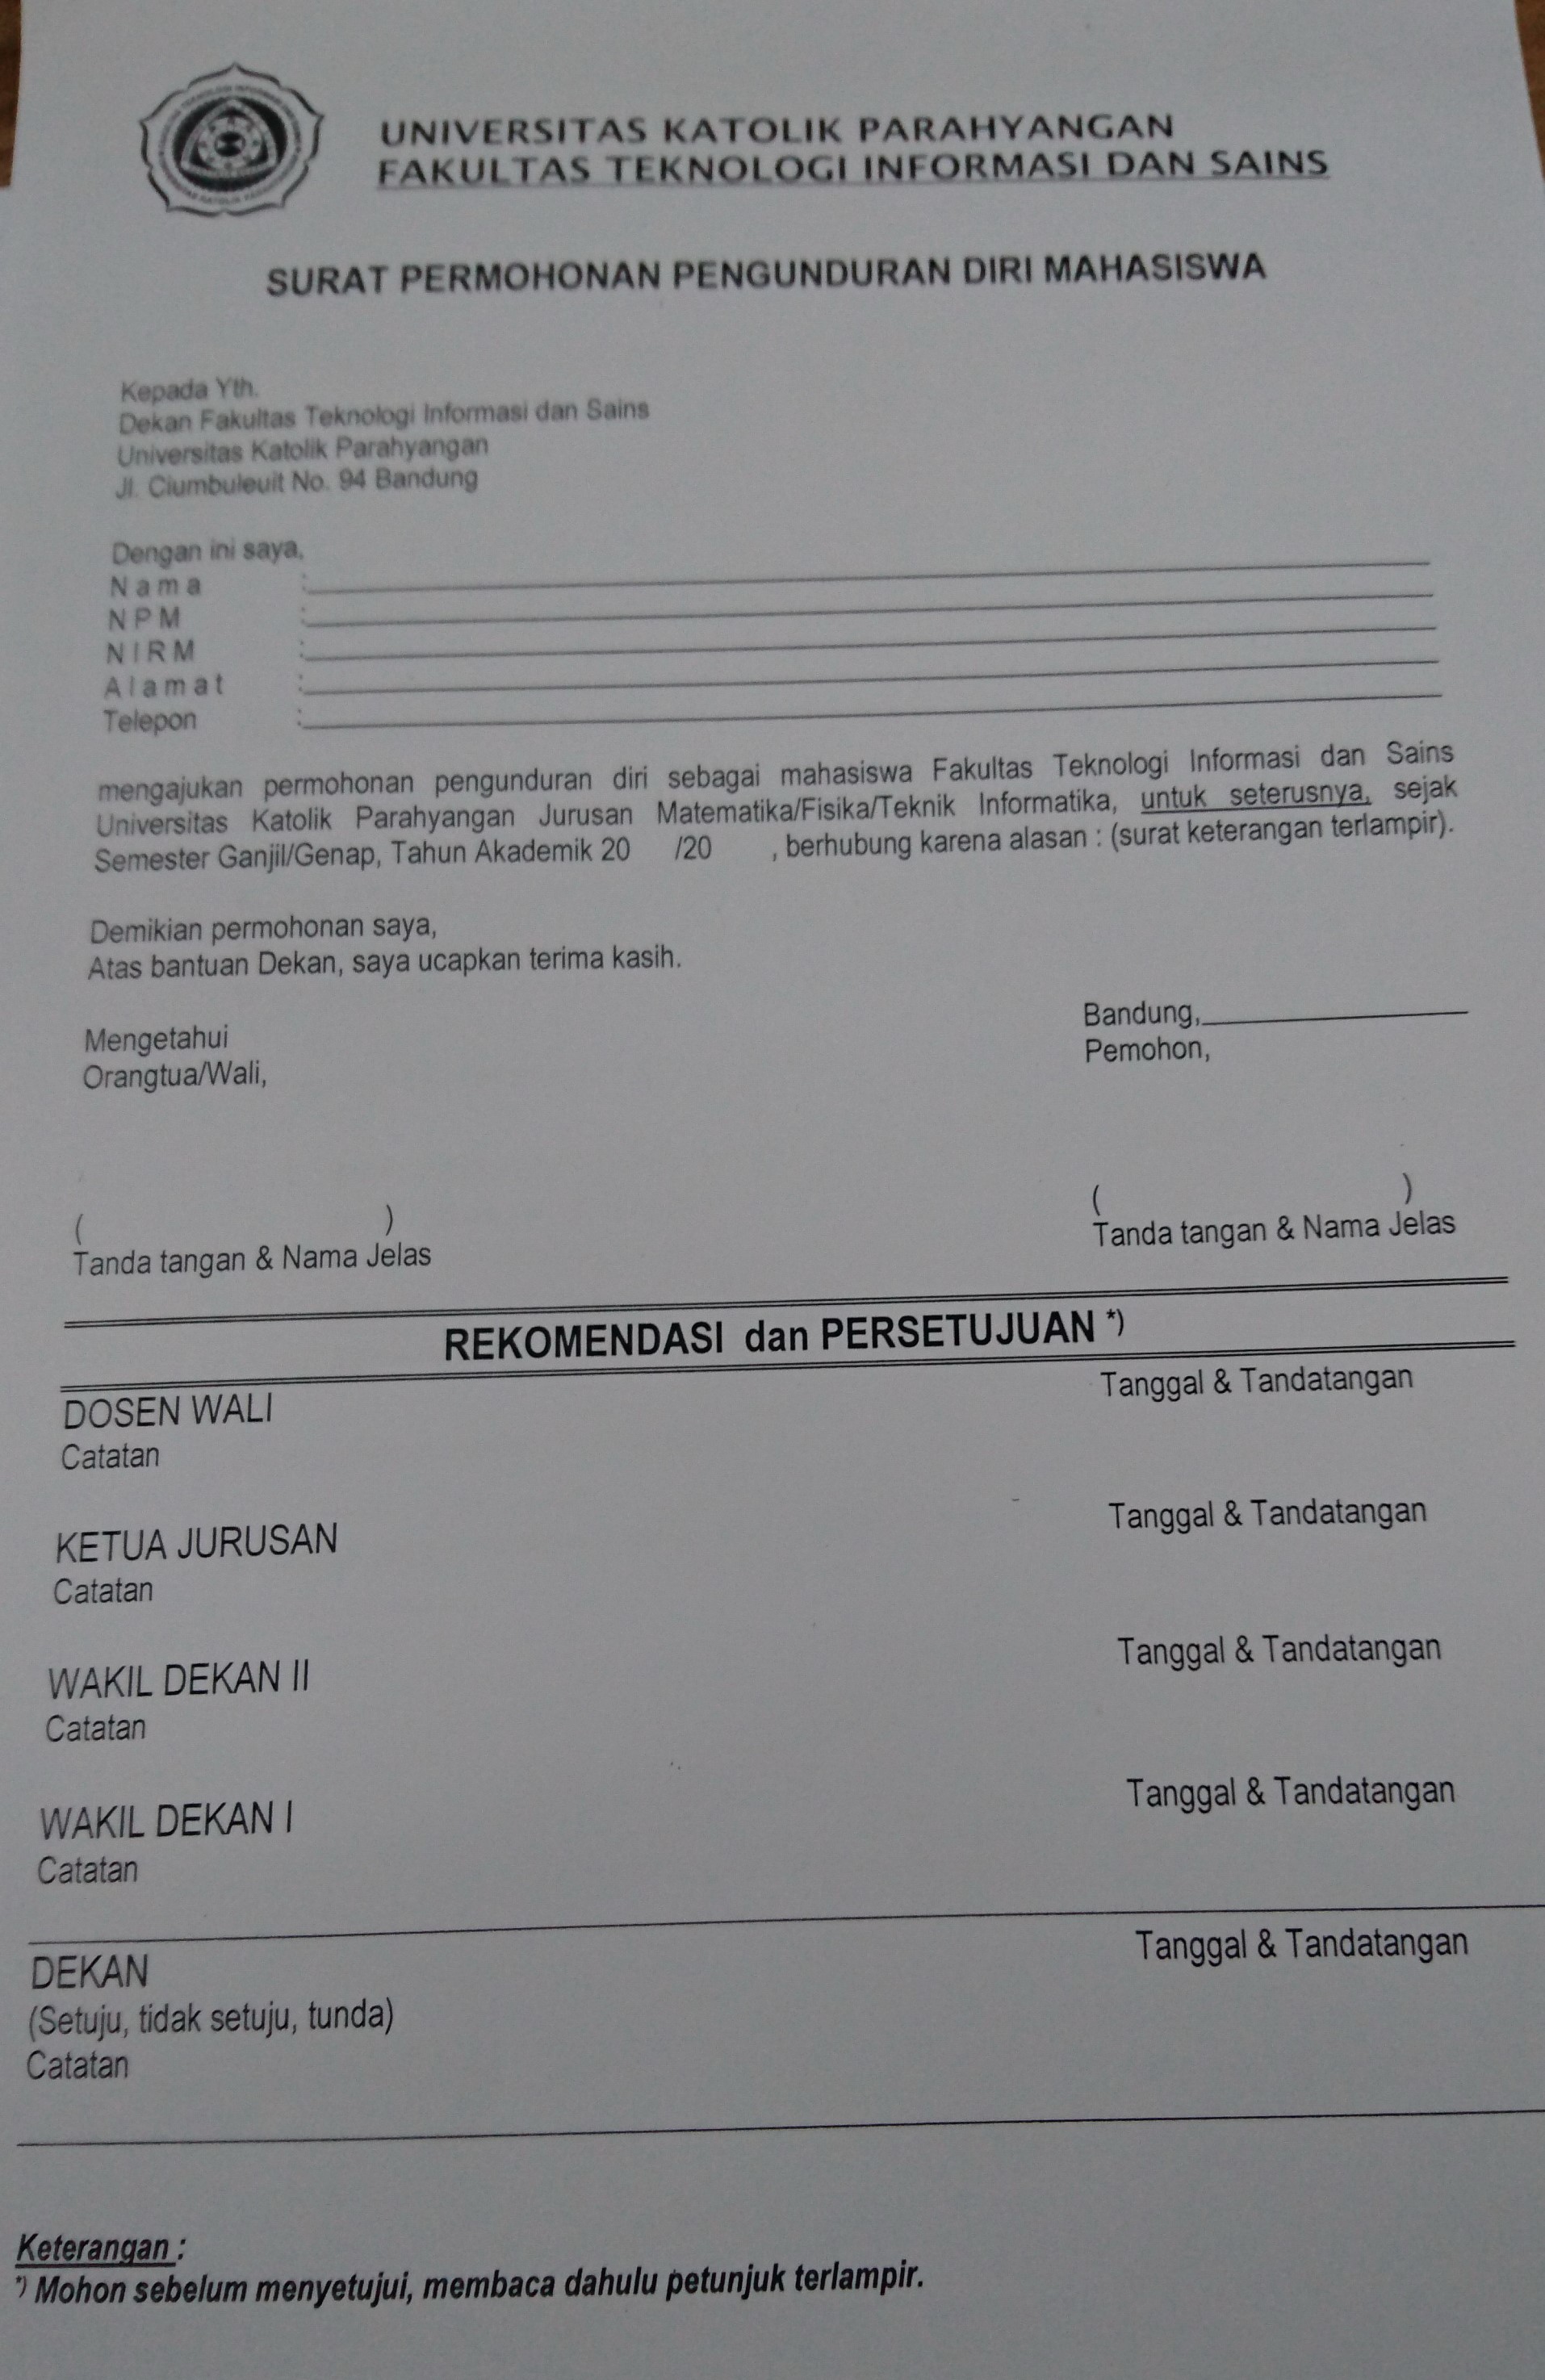 UNIVERSITAS KATOLIK PARAHYANGAN
FAKULTAS TEKNOLOGI INFORMASI DAN SAINS
SURAT PERMOHONAN PENGUNDURAN DIRI MAHASISWA
Kepada Yth.
Dekan Fakultas Teknologi Informasi dan Sains
Universitas Katolik Parahyangan
Jl. Ciumbuleuit No. 94 Bandung
Dengan ini saya,
Nama :
NPM :
NIRM :
Alamat :
Telepon :
mengajukan permohonan pengunduran diri sebagai mahasiswa Fakultas Teknologi Informasi dan Sains
Universitas Katolik Parahyangan Jurusan Matematika/Fisika/Teknik Informatika, untuk seterusnya, sejak
Semester Ganjil/Genap, Tahun Akademik 20 /20 , berhubung karena alasan : (surat keterangan terlampir).
Demikian permohonan saya,
Atas bantuan Dekan, saya ucapkan terima kasih.
Bandung,
Mengetahui
Pemohon,
Orangtua/Wali,
( ) ( )
Tanda tangan & Nama Jelas Tanda tangan & Nama Jelas
REKOMENDASI dan PERSETUJUAN *)
DOSEN WALI Tanggal & Tandatangan
Catatan
KETUA JURUSAN Tanggal & Tandatangan
Catatan
WAKIL DEKAN II Tanggal & Tandatangan
Catatan
WAKIL DEKAN I Tanggal & Tandatangan
Catatan
DEKAN Tanggal & Tandatangan
(Setuju, tidak setuju, tunda)
Catatan
Keterangan :
*) Mohon sebelum menyetujui, membaca dahulu petunjuk terlampir.